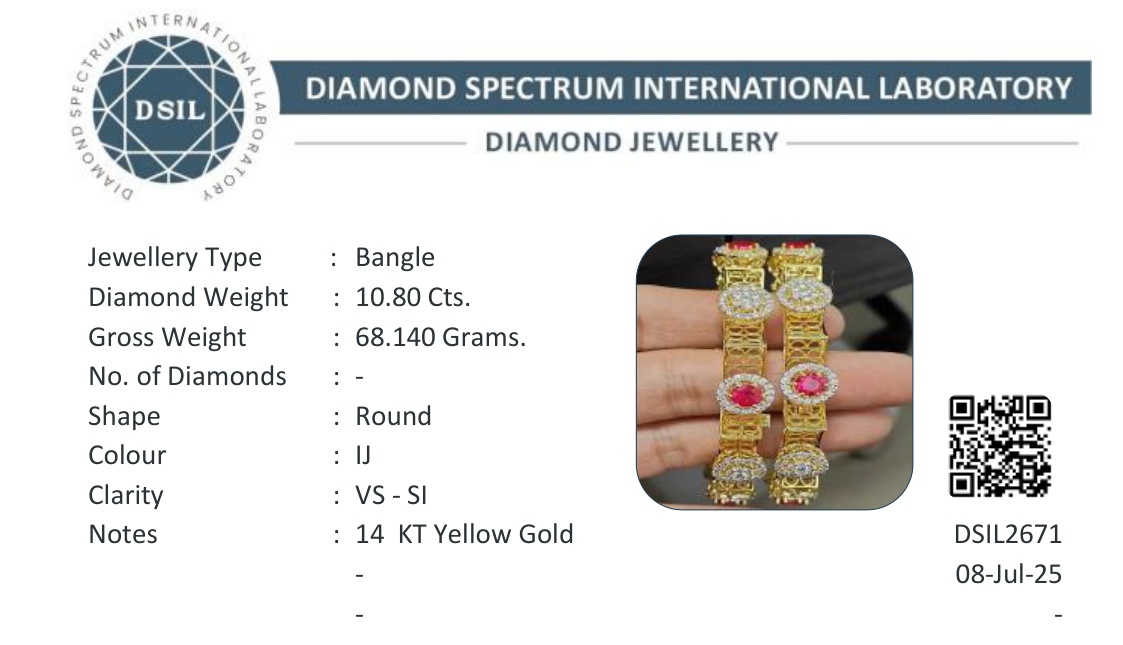 DIAMOND SPECTRUM INTERNATIONAL LABORATORY
DSIL
DIAMOND SPECTRUM INTERNATIONAL LABORATORY
DIAMOND JEWELLERY
Jewellery Type : Bangle
Diamond Weight : 10.80 Cts.
Gross Weight : 68.140 Grams.
No. of Diamonds : -
Shape : Round
Colour : IJ
Clarity : VS - SI
Notes : 14 KT Yellow Gold
-
-
DSIL2671
08-Jul-25
-